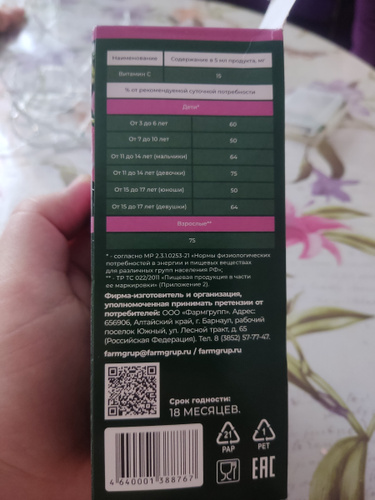 Наименование Содержание в 5 мл продукта, мг
Витамин С 15
% от рекомендуемой суточной потребности
Дети*
От 3 до 6 лет 60
От 7 до 10 лет 50
От 11 до 14 лет (мальчики) 64
От 11 до 14 лет (девочки) 75
От 15 до 17 лет (юноши) 50
От 15 до 17 лет (девушки) 64
Взрослые**
75
* - согласно МР 2.3.1.0253-21 «Нормы физиологических
потребностей в энергии и пищевых веществах
для различных групп населения РФ»;
** - ТР ТС 022/2011 «Пищевая продукция в части
ее маркировки» (Приложение 2).
Фирма-изготовитель и организация,
уполномоченная принимать претензии от
потребителей: ООО «Фармгрупп». Адрес:
656906, Алтайский край, г. Барнаул, рабочий
поселок Южный, ул. Лесной тракт, д. 65
(Российская Федерация). Тел. 8 (3852) 57-77-47.
farmgrup@farmgrup.ru / farmgrup.ru
Срок годности:
18 МЕСЯЦЕВ.
21 PAP
1 PET
EAC
4 640001 388767